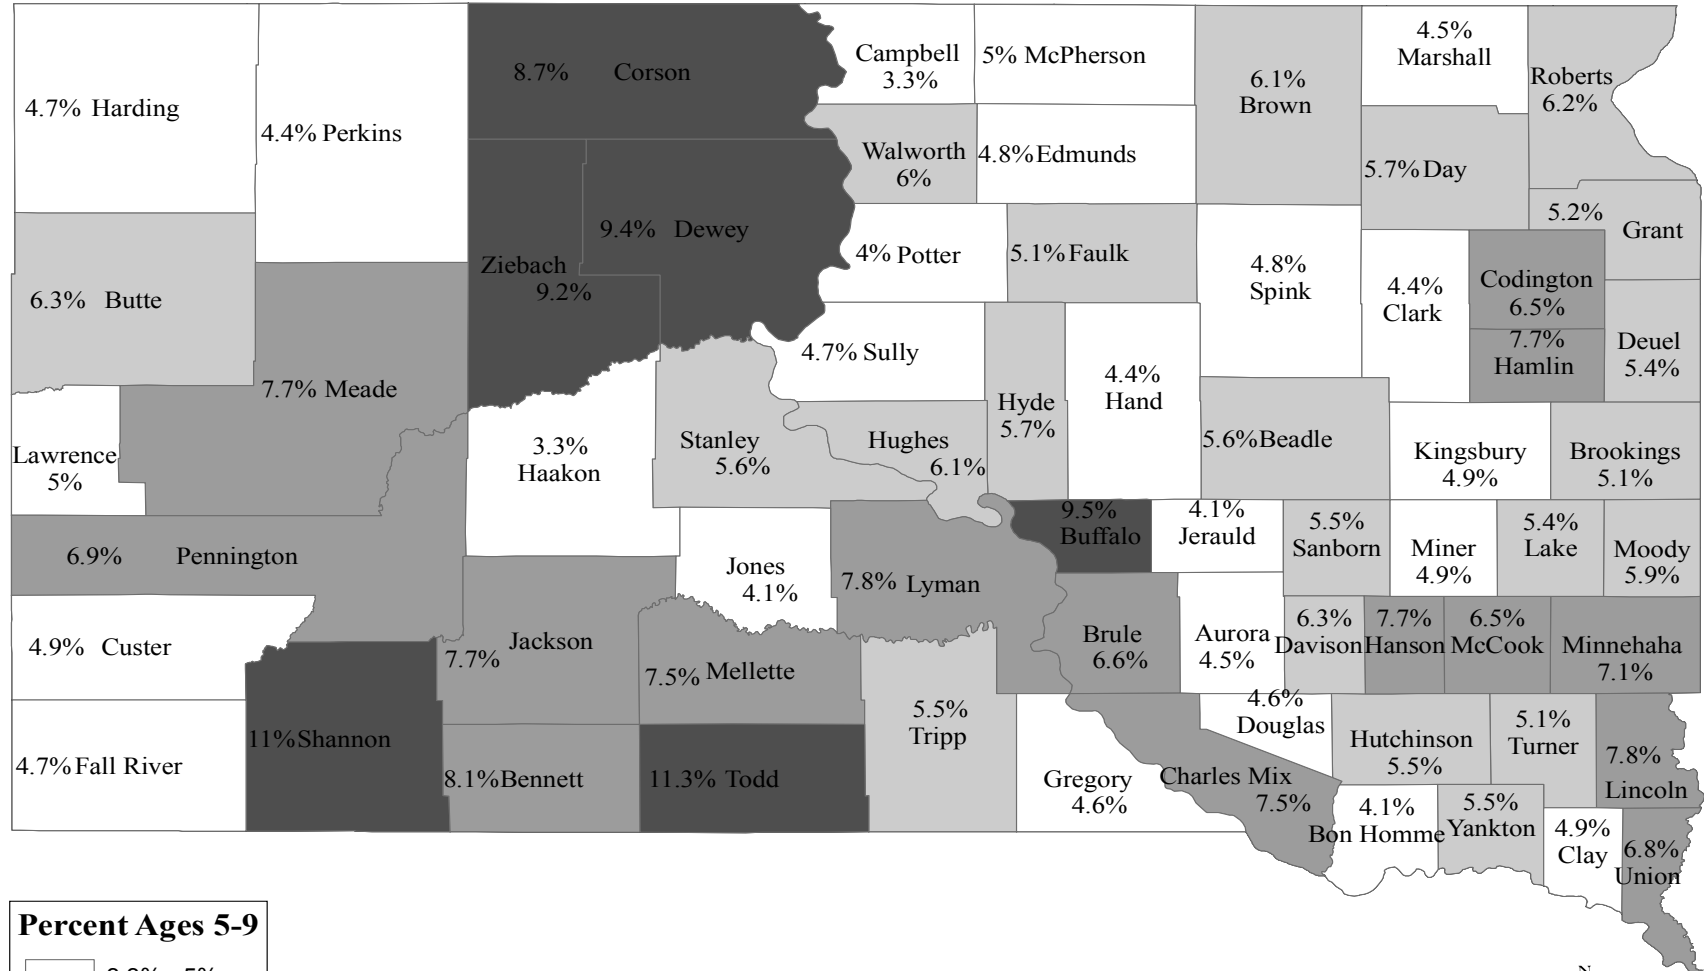 4.7% Harding
4.4% Perkins
8.7% Corson
Campbell
3.3%
5% McPherson
6.1%
Brown
4.5%
Marshall
Roberts
6.2%
Walworth
6%
4.8% Edmunds
5.7% Day
9.4% Dewey
Ziebach
9.2%
4% Potter
5.1% Faulk
4.8%
Spink
5.2%
Grant
4.4%
Clark
Codington
6.5%
7.7%
Hamlin
Deuel
5.4%
6.3% Butte
7.7% Meade
4.7% Sully
Hyde
5.7%
4.4%
Hand
Lawrence
5%
3.3%
Haakon
Stanley
5.6%
Hughes
6.1%
5.6% Beadle
Kingsbury
4.9%
Brookings
5.1%
6.9% Pennington
Jones
4.1%
7.8% Lyman
9.5%
Buffalo
4.1%
Jerauld
5.5%
Sanborn
Miner
4.9%
5.4%
Lake
Moody
5.9%
4.9% Custer
Jackson
7.7%
7.5% Mellette
Brule
6.6%
Aurora
4.5%
6.3%
Davison
7.7%
Hanson
6.5%
McCook
Minnehaha
7.1%
4.7% Fall River
11% Shannon
8.1% Bennett
11.3% Todd
5.5%
Tripp
Gregory
4.6%
Charles Mix
7.5%
4.6%
Douglas
Hutchinson
5.5%
5.1%
Turner
7.8%
Lincoln
4.1%
Bon Homme
5.5%
Yankton
4.9%
Clay
6.8%
Union
Percent Ages 5-9